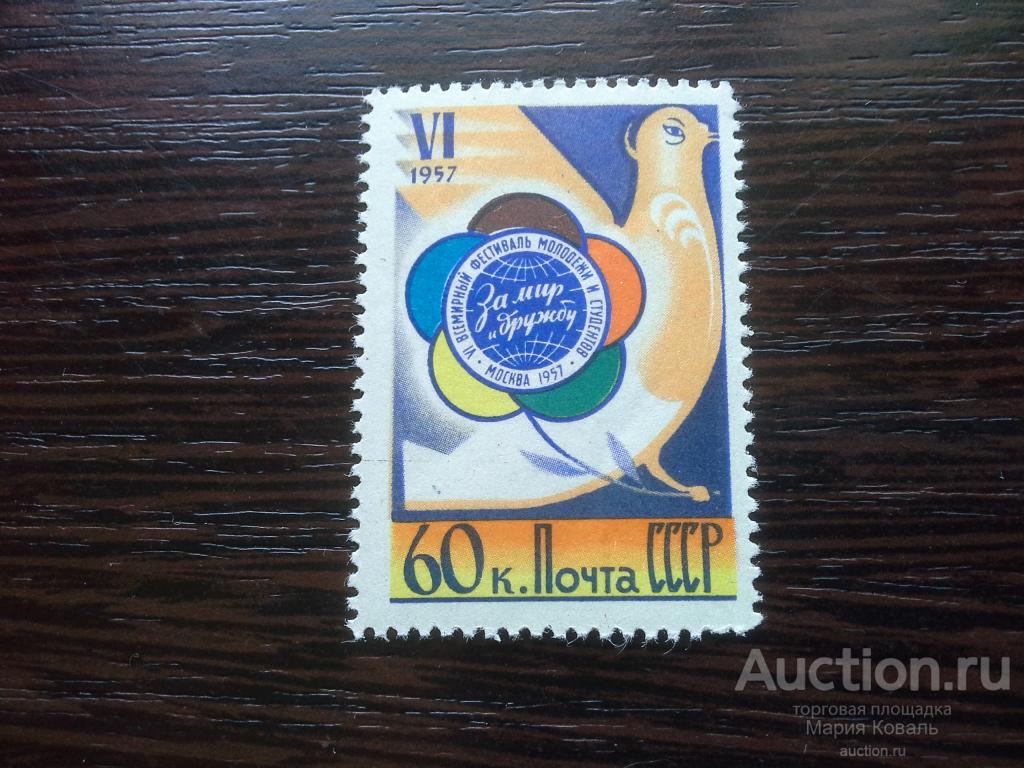 VI
1957
VI ВСЕМИРНЫЙ ФЕСТИВАЛЬ МОЛОДЕЖИ И СТУДЕНТОВ
• МОСКВА 1957 •
За мир
и дружбу
60 к. Почта СССР
Auction.ru
торговая площадка
Мария Коваль
auction.ru